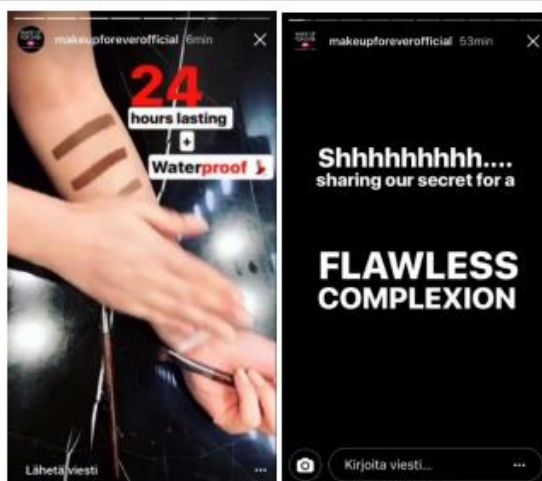 makeupforeverofficial 6min
24
hours lasting
+
Waterproof
Lähetä viesti
makeupforeverofficial 53min
Shhhhhhhhh....
sharing our secret for a
FLAWLESS
COMPLEXION
Kirjoita viesti...